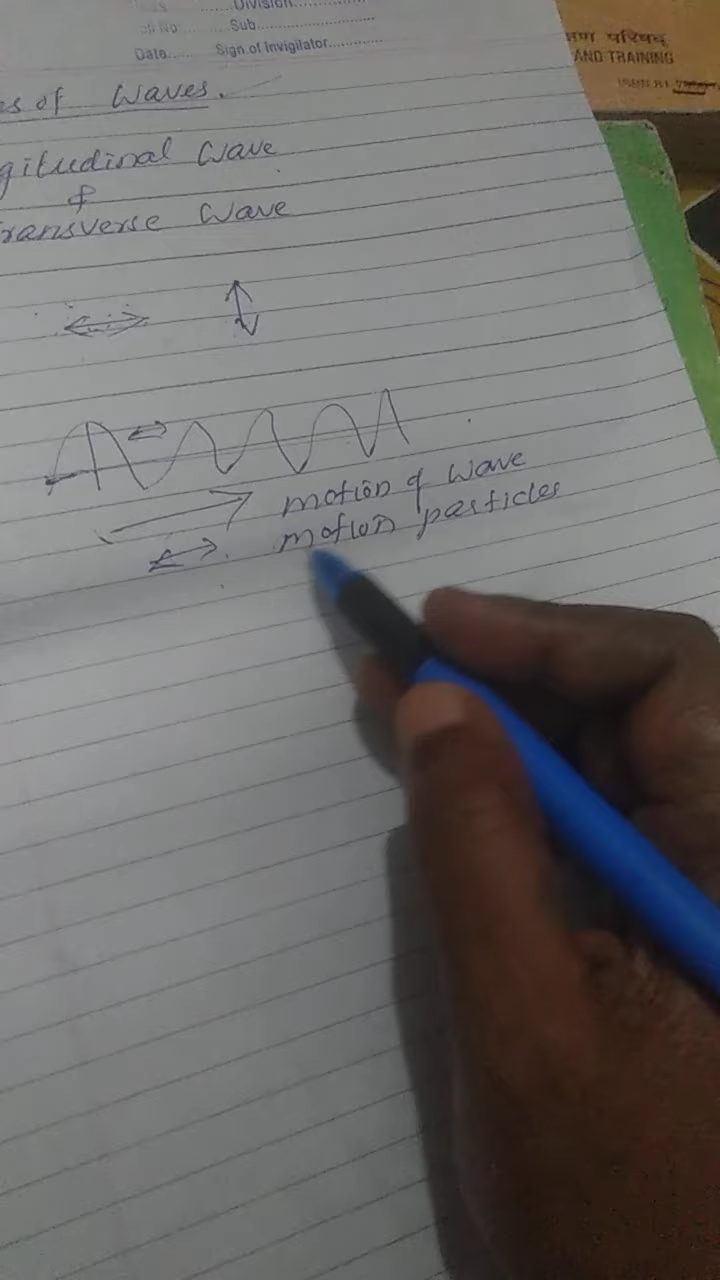 Division
Sub
Date Sign of Invigilator
परिषद्
AND TRAINING
of Waves.
gitudinal Wave
&
ransverse Wave
motion of wave
motion particles